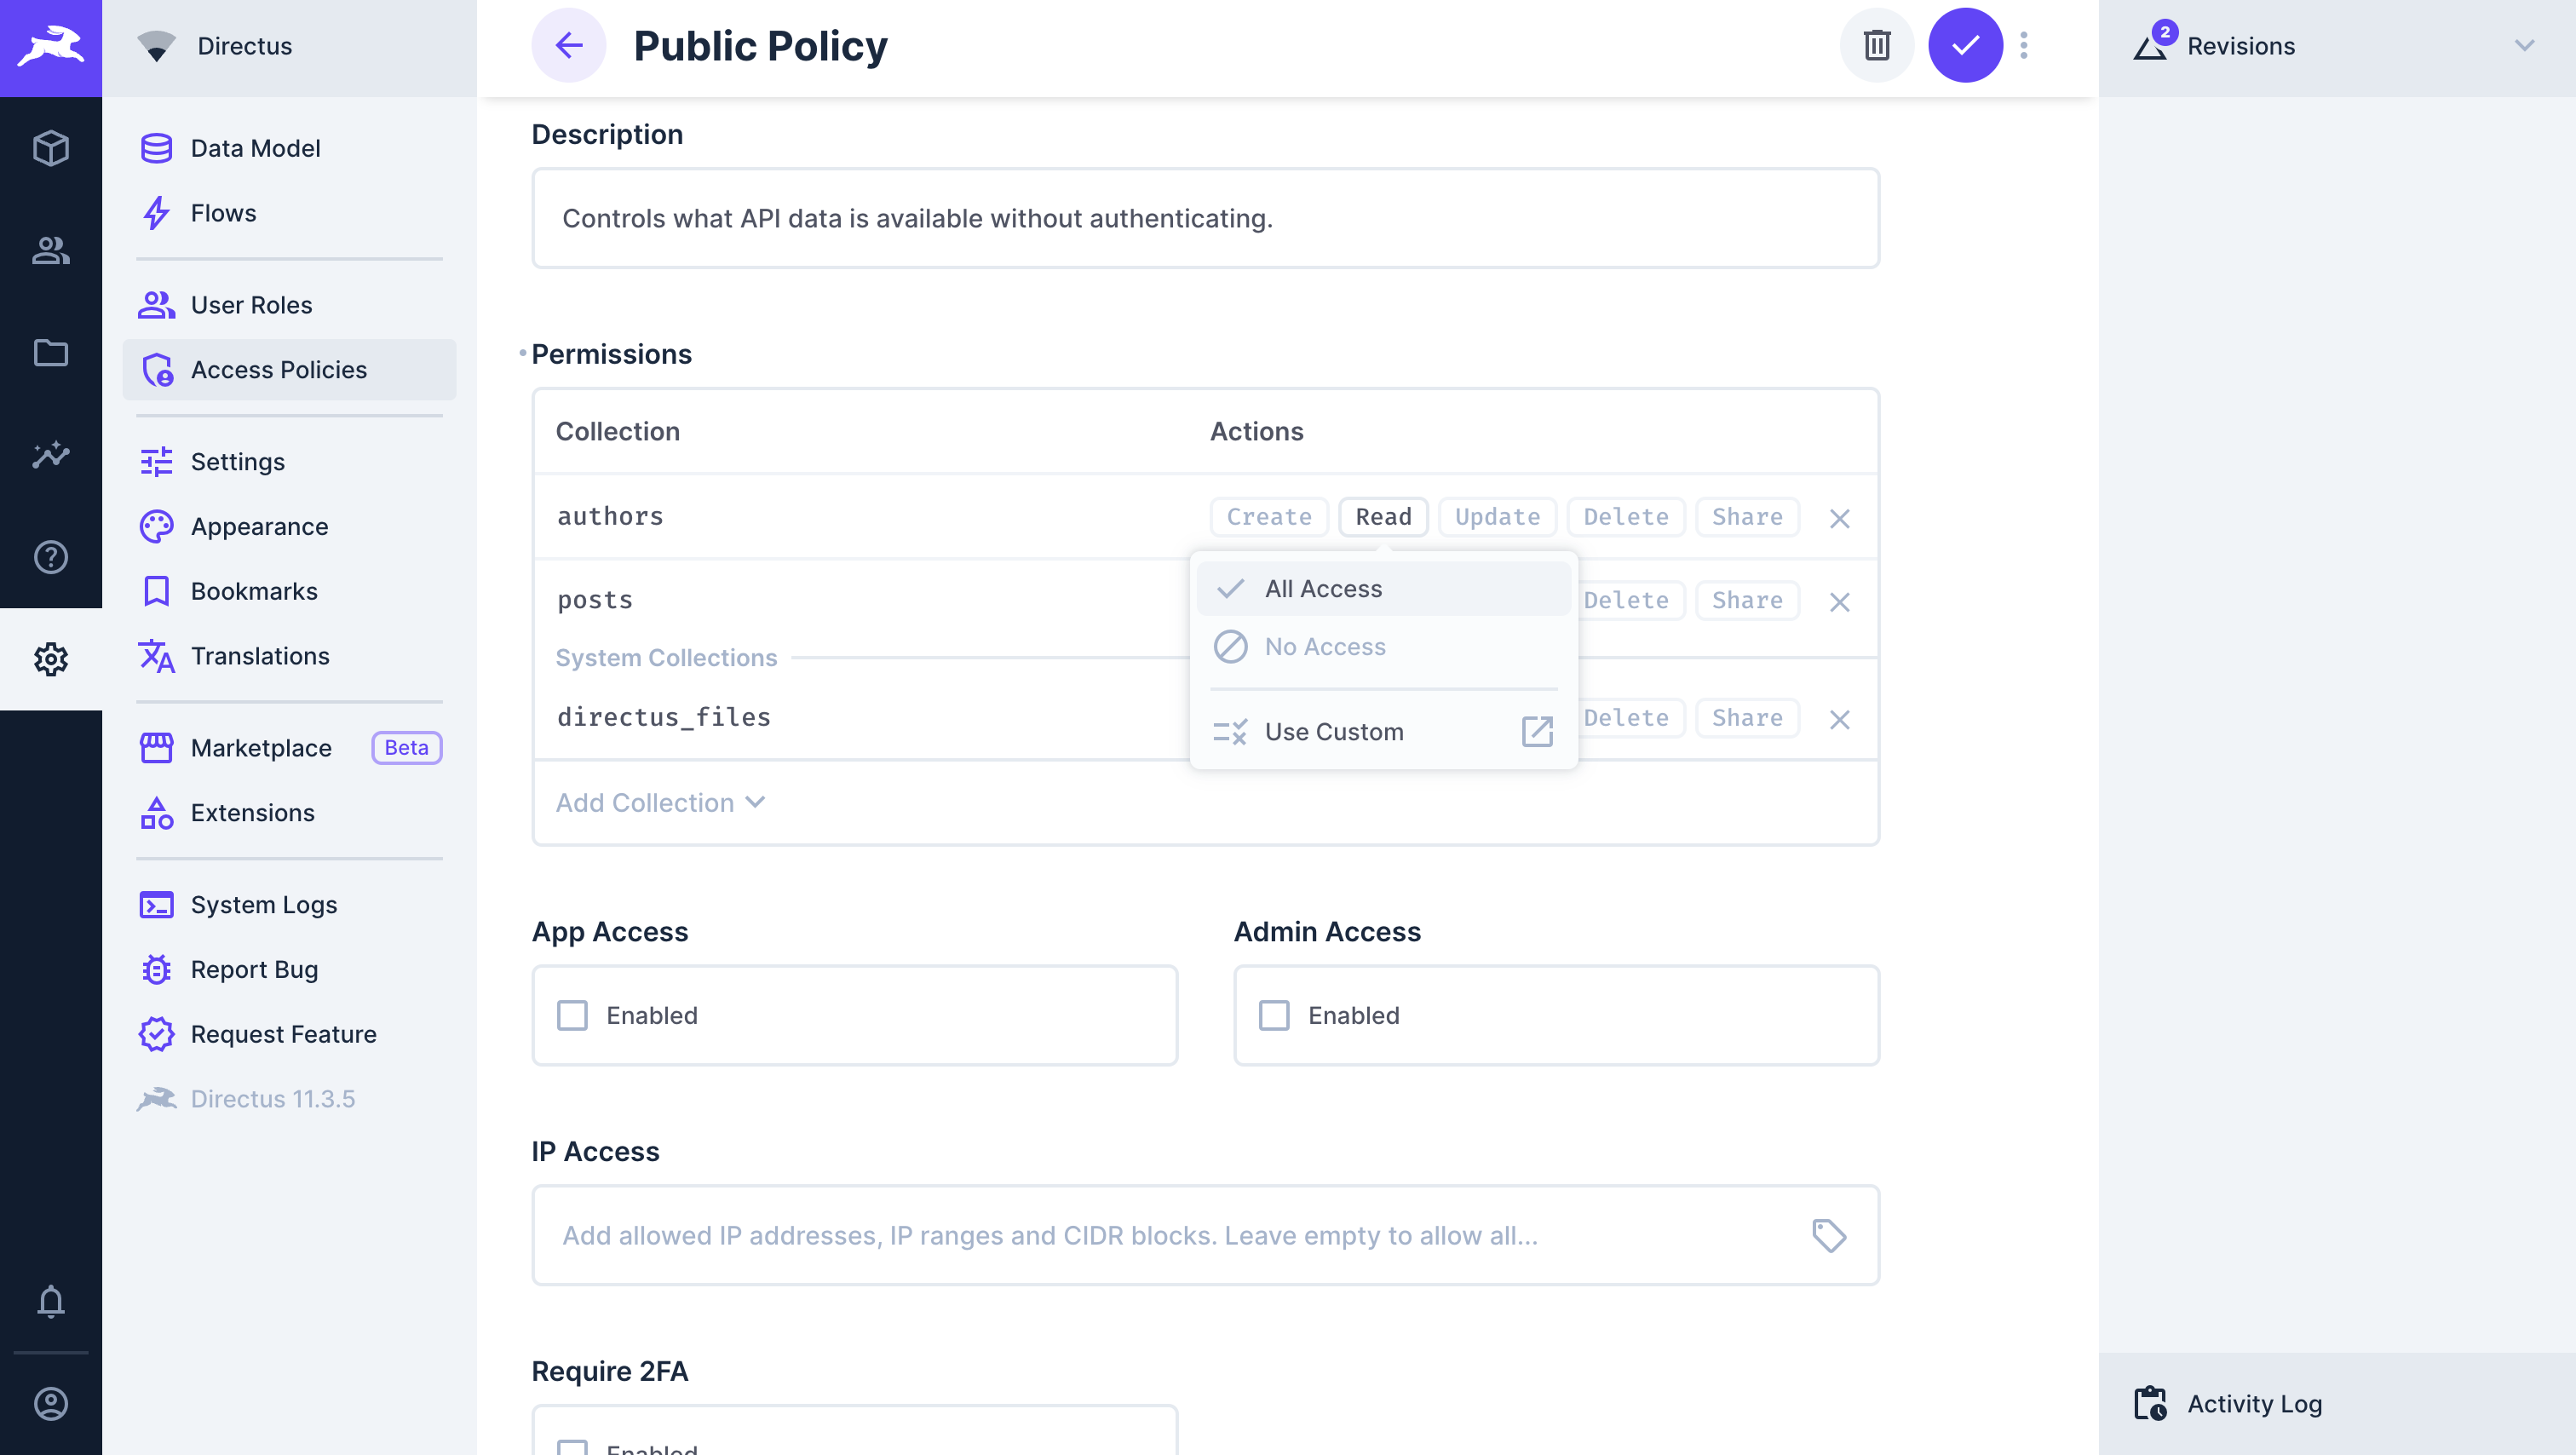 Directus
Data Model
Flows
User Roles
Access Policies
Settings
Appearance
Bookmarks
Translations
Marketplace Beta
Extensions
System Logs
Report Bug
Request Feature
Directus 11.3.5
Public Policy
Description
Controls what API data is available without authenticating.
Permissions
Collection Actions
authors Create Read Update Delete Share
All Access
No Access
Use Custom
posts Delete Share
System Collections
directus_files Delete Share
Add Collection
App Access
Enabled
Admin Access
Enabled
IP Access
Add allowed IP addresses, IP ranges and CIDR blocks. Leave empty to allow all...
Require 2FA
Enabled
2
Revisions
Activity Log